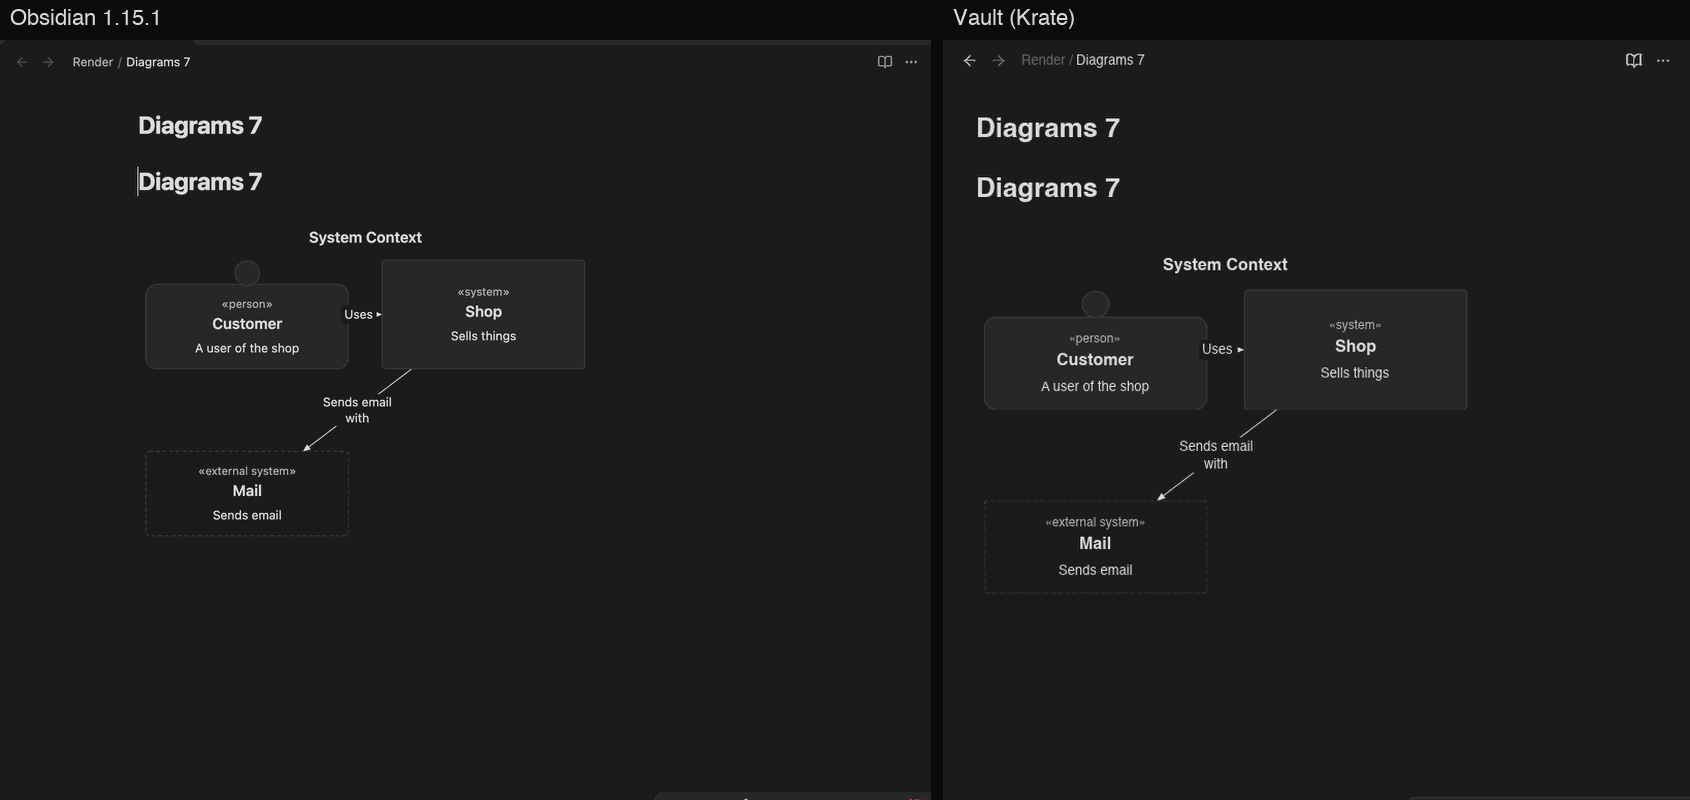 Obsidian 1.15.1
Render / Diagrams 7
Diagrams 7
Diagrams 7
System Context
«person»
Customer
A user of the shop
Uses
«system»
Shop
Sells things
Sends email
with
«external system»
Mail
Sends email
Vault (Krate)
Render / Diagrams 7
Diagrams 7
Diagrams 7
System Context
«person»
Customer
A user of the shop
Uses
«system»
Shop
Sells things
Sends email
with
«external system»
Mail
Sends email